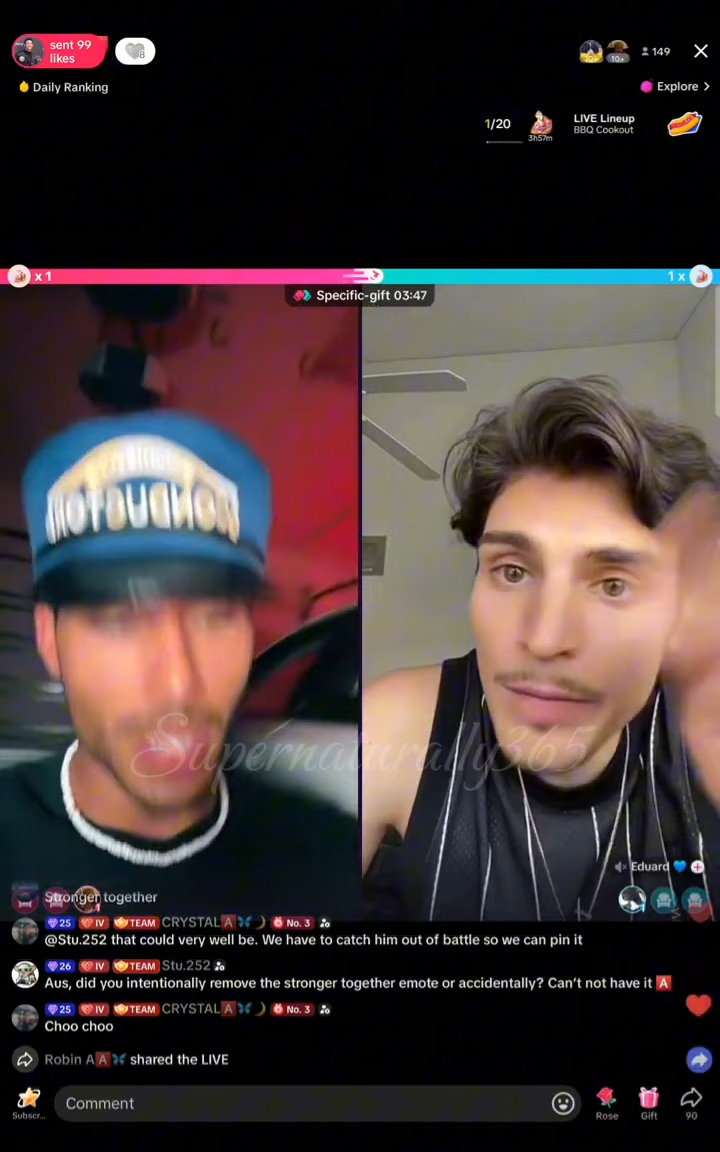 sent 99
likes
8
10+
149
Daily Ranking
Explore >
1/20
3h57m
LIVE Lineup
BBQ Cookout
x 1
1 x
Specific-gift 03:47
Supernaturally365
Eduard 💙
Stronger together
25 IV TEAM CRYSTAL🅰️🦋🌙 No. 3
@Stu.252 that could very well be. We have to catch him out of battle so we can pin it
26 IV TEAM Stu.252
Aus, did you intentionally remove the stronger together emote or accidentally? Can’t not have it 🅰️
25 IV TEAM CRYSTAL🅰️🦋🌙 No. 3
Choo choo
Robin A🅰️🦋 shared the LIVE
Subscr...
Comment
Rose
Gift
90